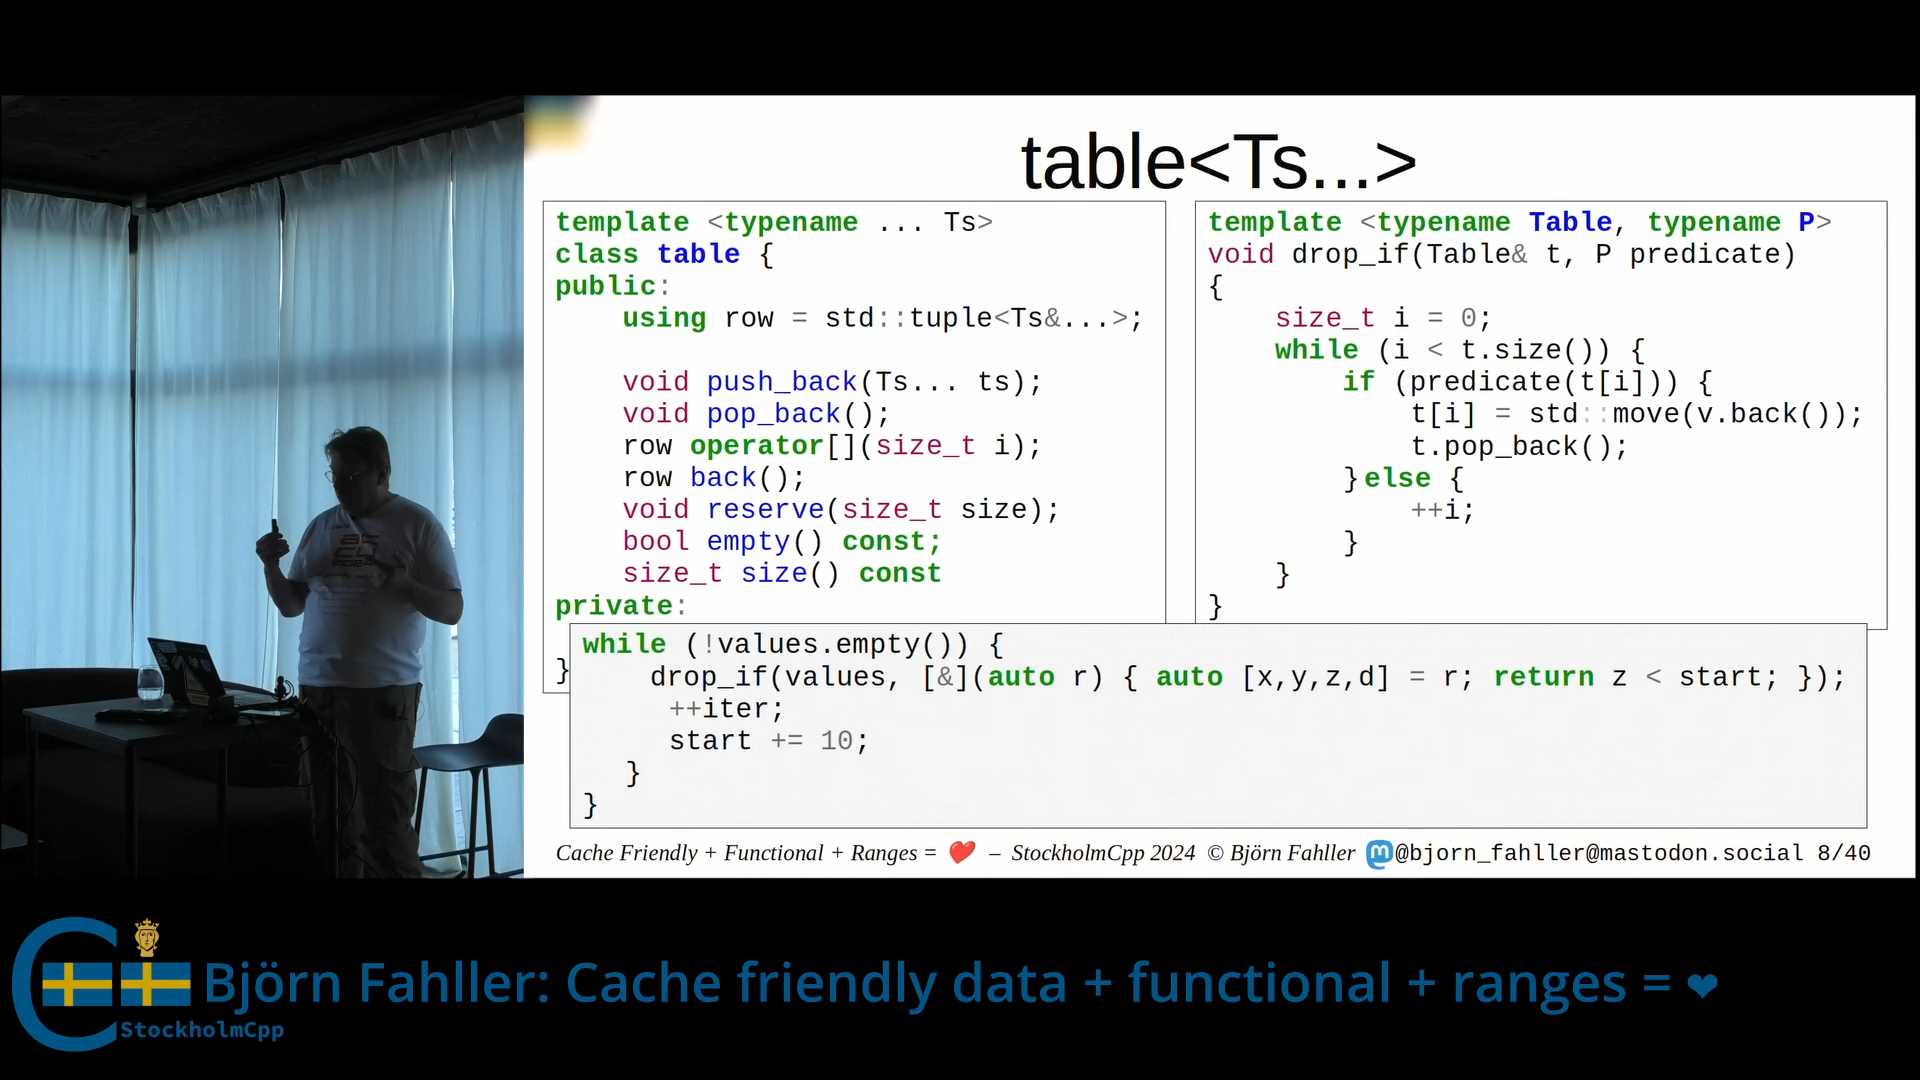 table<Ts...>
template <typename ... Ts>
class table {
public:
    using row = std::tuple<Ts&...>;

    void push_back(Ts... ts);
    void pop_back();
    row operator[](size_t i);
    row back();
    void reserve(size_t size);
    bool empty() const;
    size_t size() const
private:
}
template <typename Table, typename P>
void drop_if(Table& t, P predicate)
{
    size_t i = 0;
    while (i < t.size()) {
        if (predicate(t[i])) {
            t[i] = std::move(v.back());
            t.pop_back();
        }else {
            ++i;
        }
    }
}
while (!values.empty()) {
    drop_if(values, [&](auto r) { auto [x,y,z,d] = r; return z < start; });
     ++iter;
     start += 10;
   }
}
Cache Friendly + Functional + Ranges = ❤️ – StockholmCpp 2024 © Björn Fahller @bjorn_fahller@mastodon.social 8/40
accu
2024
Björn Fahller: Cache friendly data + functional + ranges = ❤
StockholmCpp